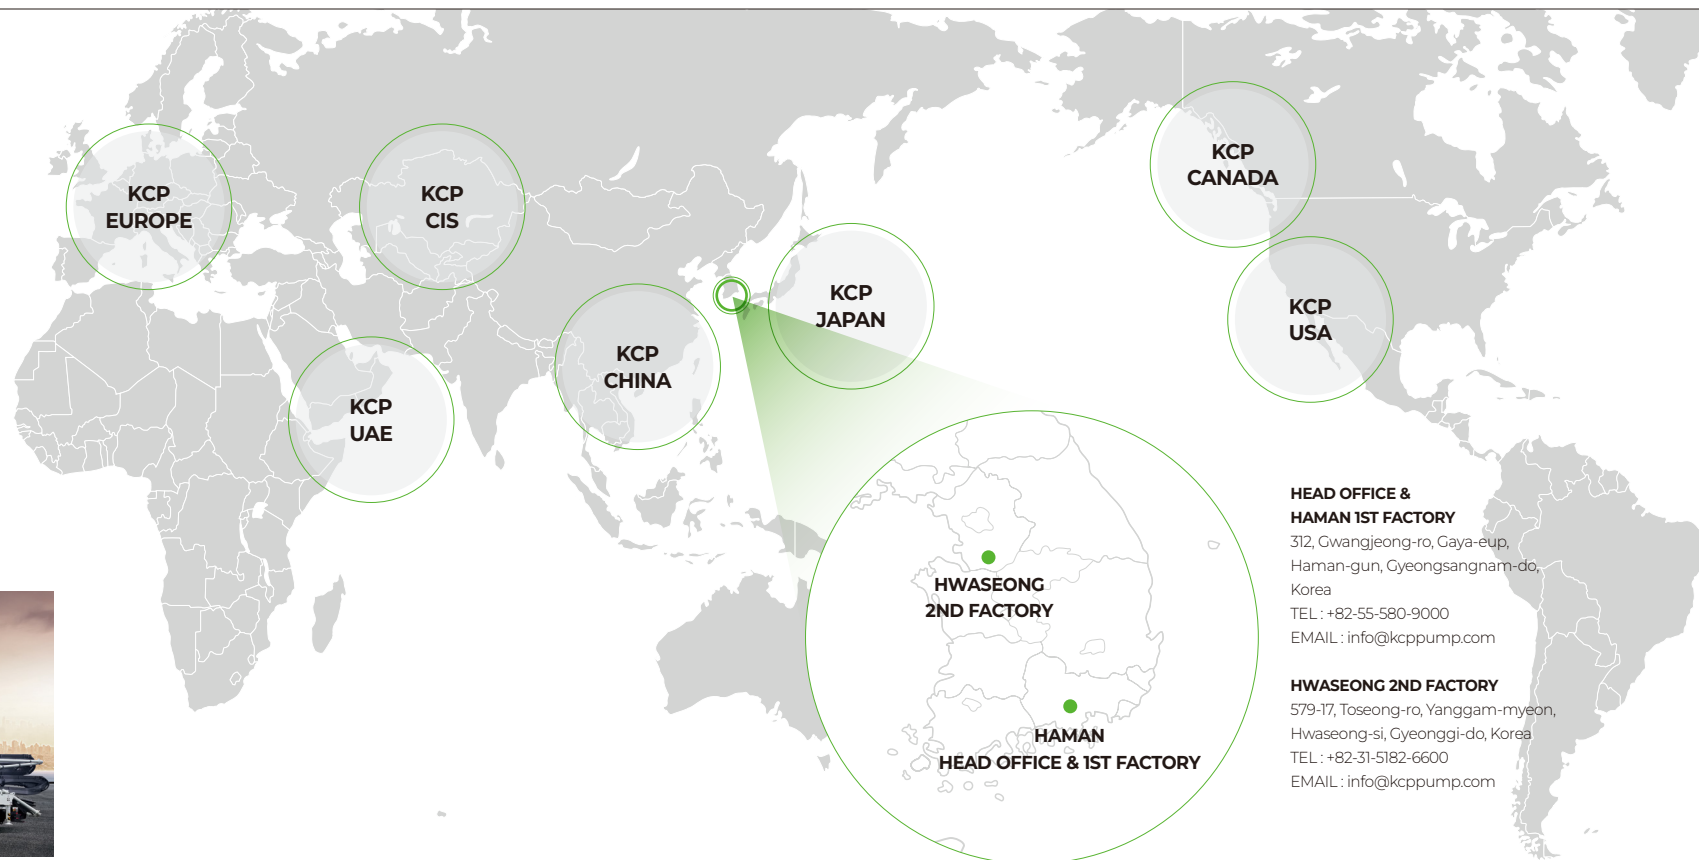 KCP
EUROPE
KCP
CIS
KCP
UAE
KCP
CHINA
KCP
JAPAN
KCP
CANADA
KCP
USA
HWASEONG
2ND FACTORY
HAMAN
HEAD OFFICE & 1ST FACTORY
HEAD OFFICE &
HAMAN 1ST FACTORY
312, Gwangjeong-ro, Gaya-eup,
Haman-gun, Gyeongsangnam-do,
Korea
TEL : +82-55-580-9000
EMAIL : info@kcppump.com
HWASEONG 2ND FACTORY
579-17, Toseong-ro, Yanggam-myeon,
Hwaseong-si, Gyeonggi-do, Korea
TEL : +82-31-5182-6600
EMAIL : info@kcppump.com